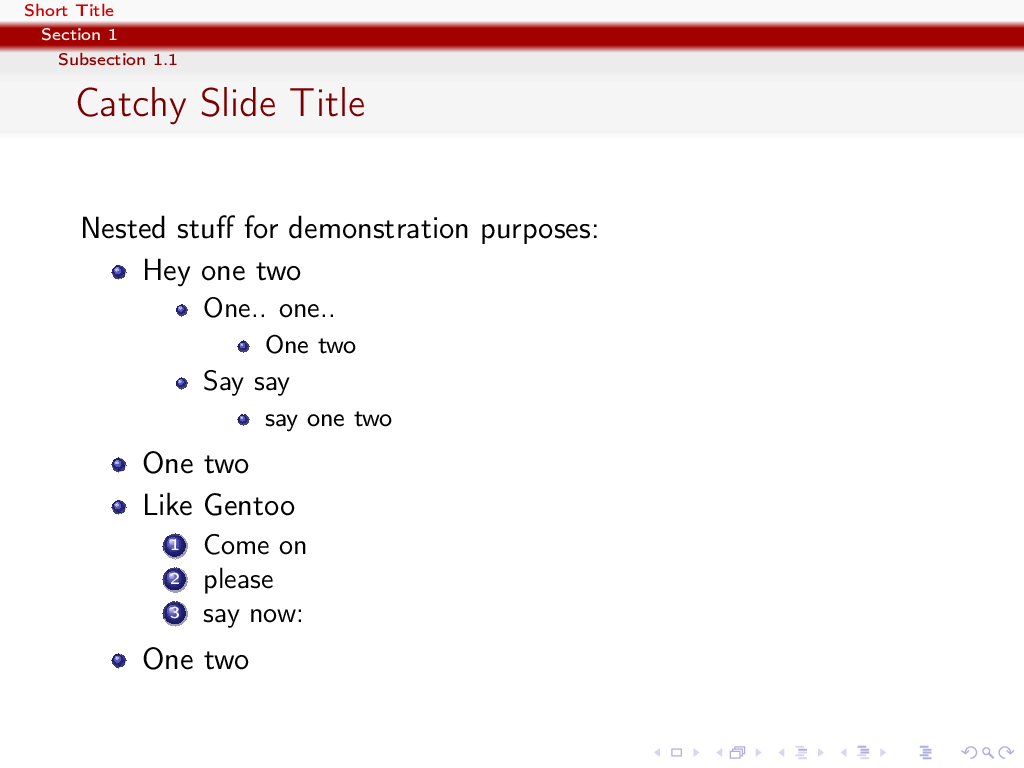 Short Title
Section 1
Subsection 1.1
Catchy Slide Title
Nested stuff for demonstration purposes:
Hey one two
One.. one..
One two
Say say
say one two
One two
Like Gentoo
1 Come on
2 please
3 say now:
One two